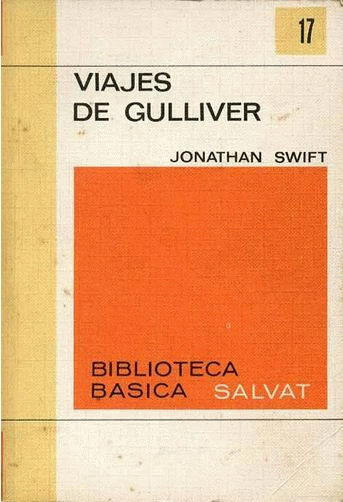 17
VIAJES
DE GULLIVER
JONATHAN SWIFT
BIBLIOTECA
BASICA SALVAT